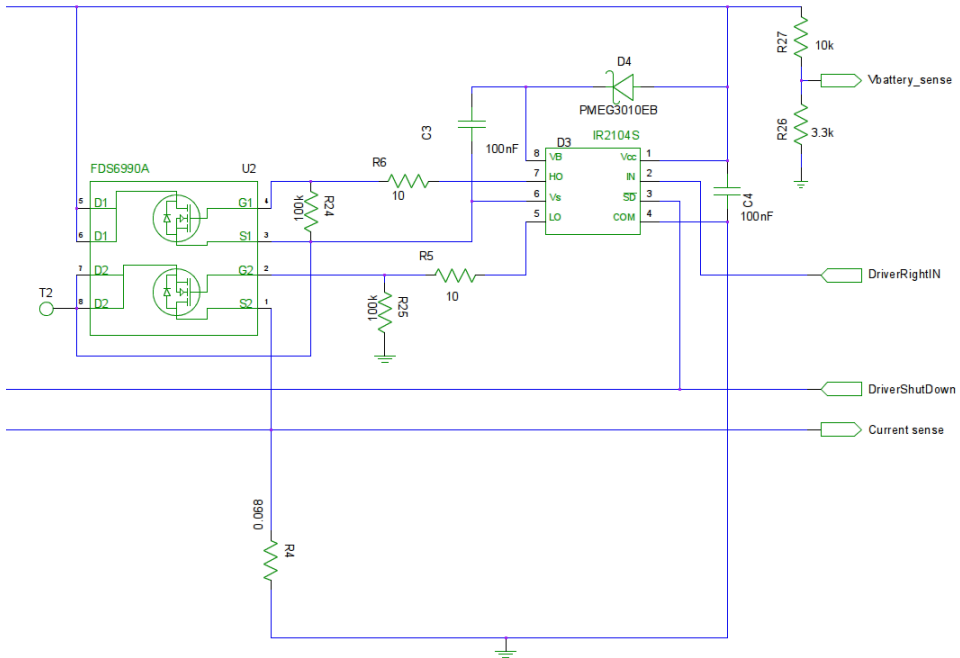 R27
10k
Vbattery_sense
R26
3.3k
D4
PMEG3010EB
C3
100nF
D3
IR2104S
8 VB Vcc 1
7 HO IN 2
6 Vs SD 3
5 LO COM 4
C4
100nF
FDS6990A U2
R6
10
R24
100k
5 D1 G1 4
6 D1 S1 3
7 D2 G2 2
8 D2 S2 1
T2
R5
10
R25
100k
DriverRightIN
DriverShutDown
Current sense
0.068
R4